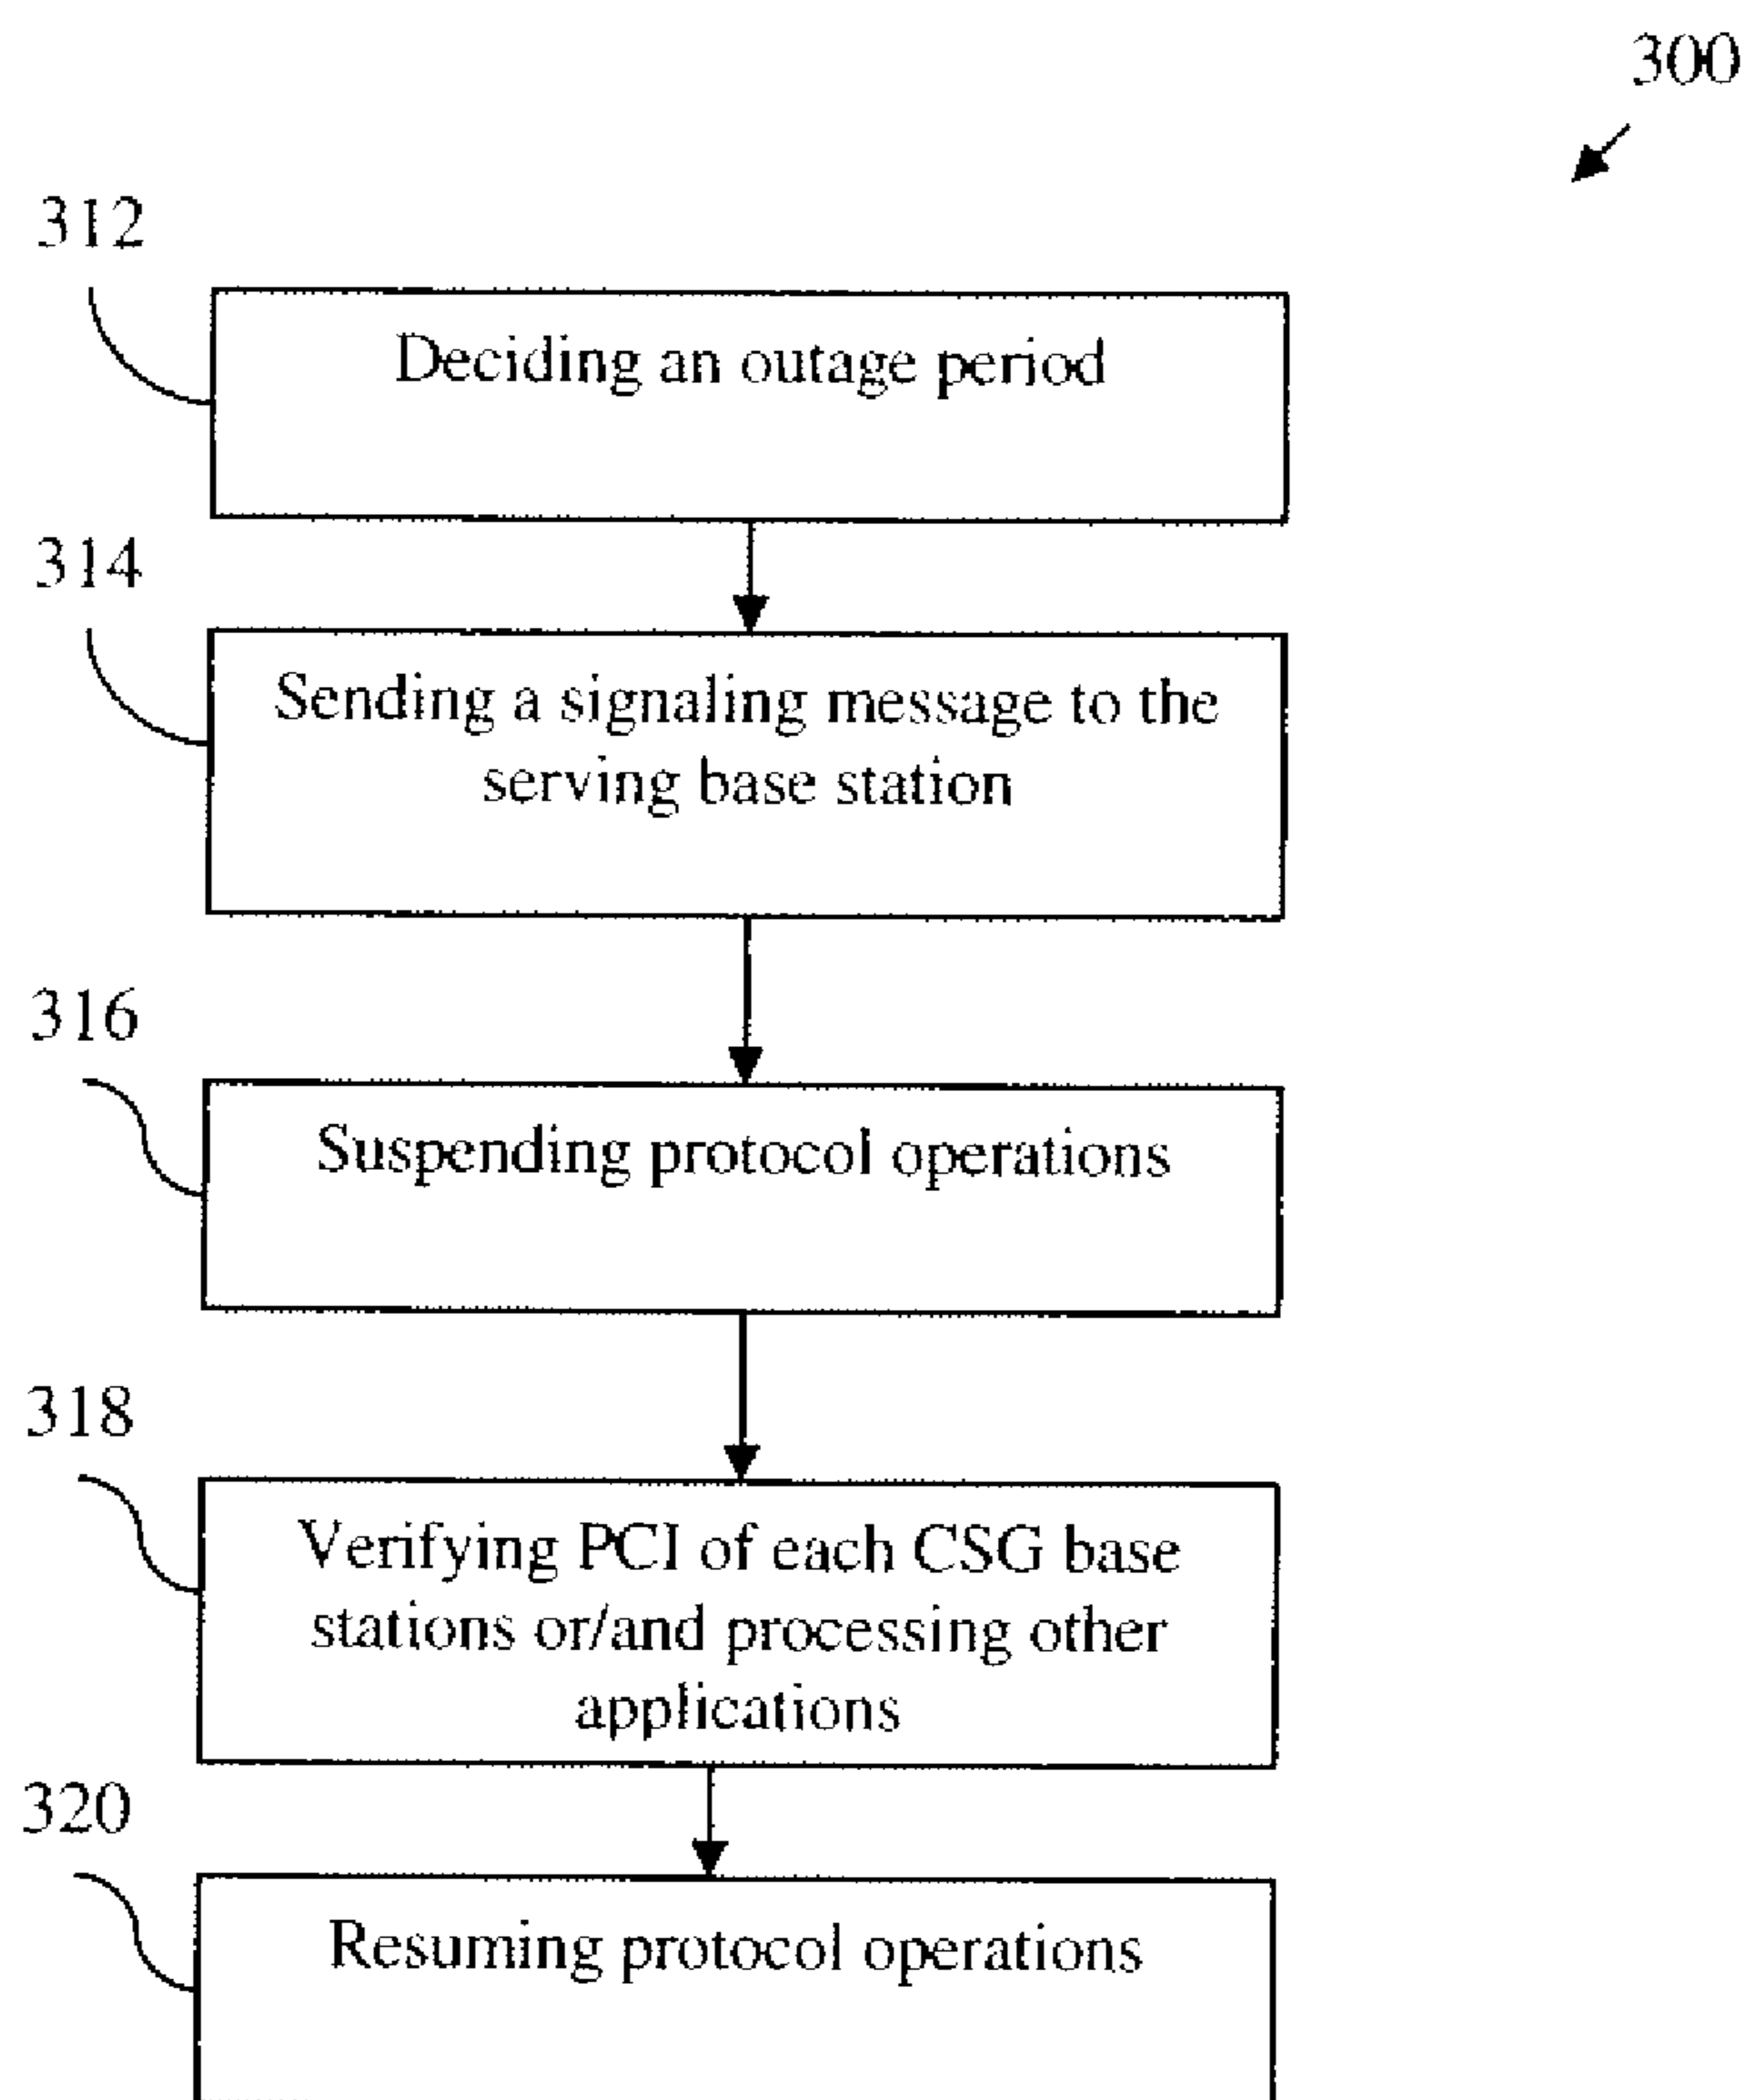 300
312
Deciding an outage period
314
Sending a signaling message to the
serving base station
316
Suspending protocol operations
318
Verifying PCI of each CSG base
stations or/and processing other
applications
320
Resuming protocol operations